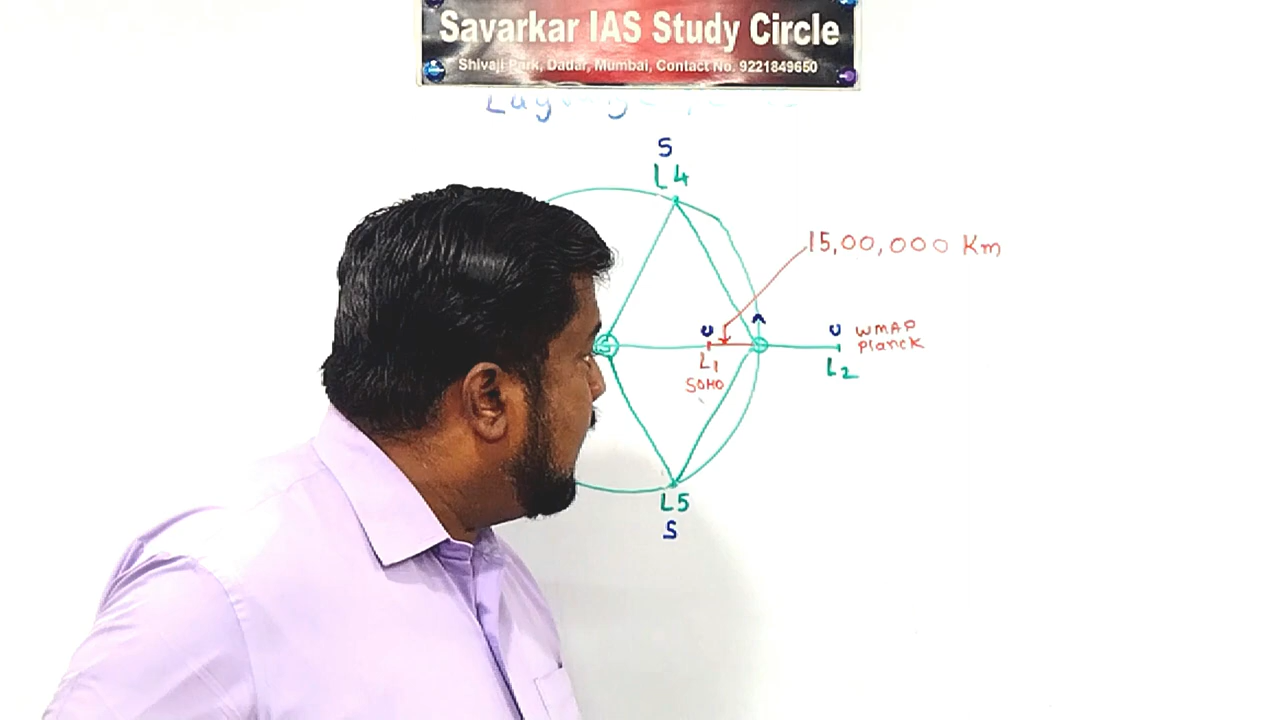 Savarkar IAS Study Circle
Shivaji Park, Dadar, Mumbai, Contact No. 9221849650
S
L4
15,00,000 Km
U
U
WMAP
Planck
S
L1
L2
SOHO
L5
S